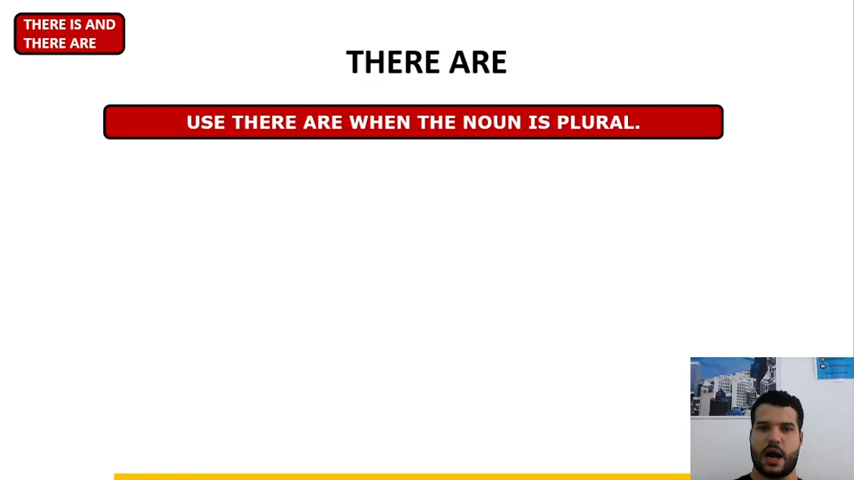 THERE IS AND
THERE ARE
THERE ARE
USE THERE ARE WHEN THE NOUN IS PLURAL.